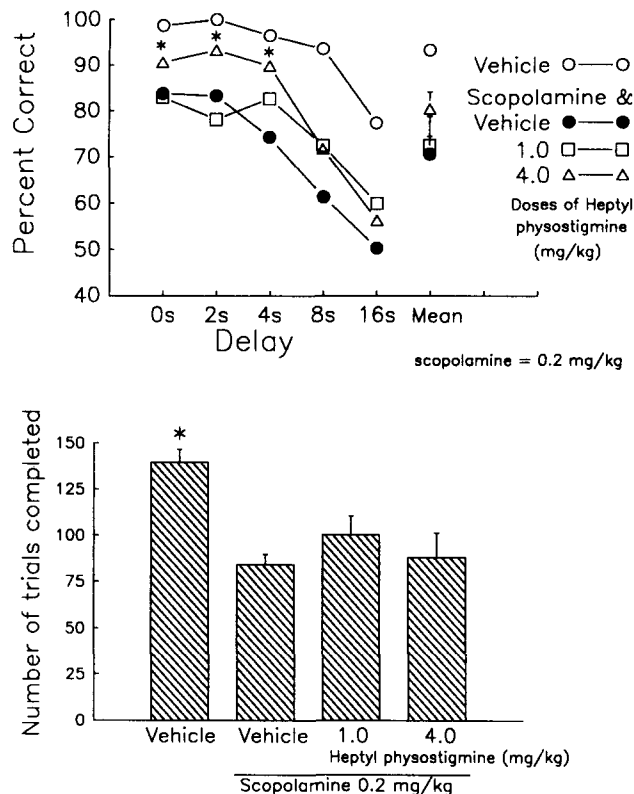 Percent Correct
100
90
80
70
60
50
40
* * *
0s 2s 4s 8s 16s Mean
Delay
Vehicle
Scopolamine &
Vehicle
1.0
4.0
Doses of Heptyl
physostigmine
(mg/kg)
scopolamine = 0.2 mg/kg
Number of trials completed
150
125
100
75
50
25
0
*
Vehicle Vehicle 1.0 4.0
Heptyl physostigmine (mg/kg)
Scopolamine 0.2 mg/kg